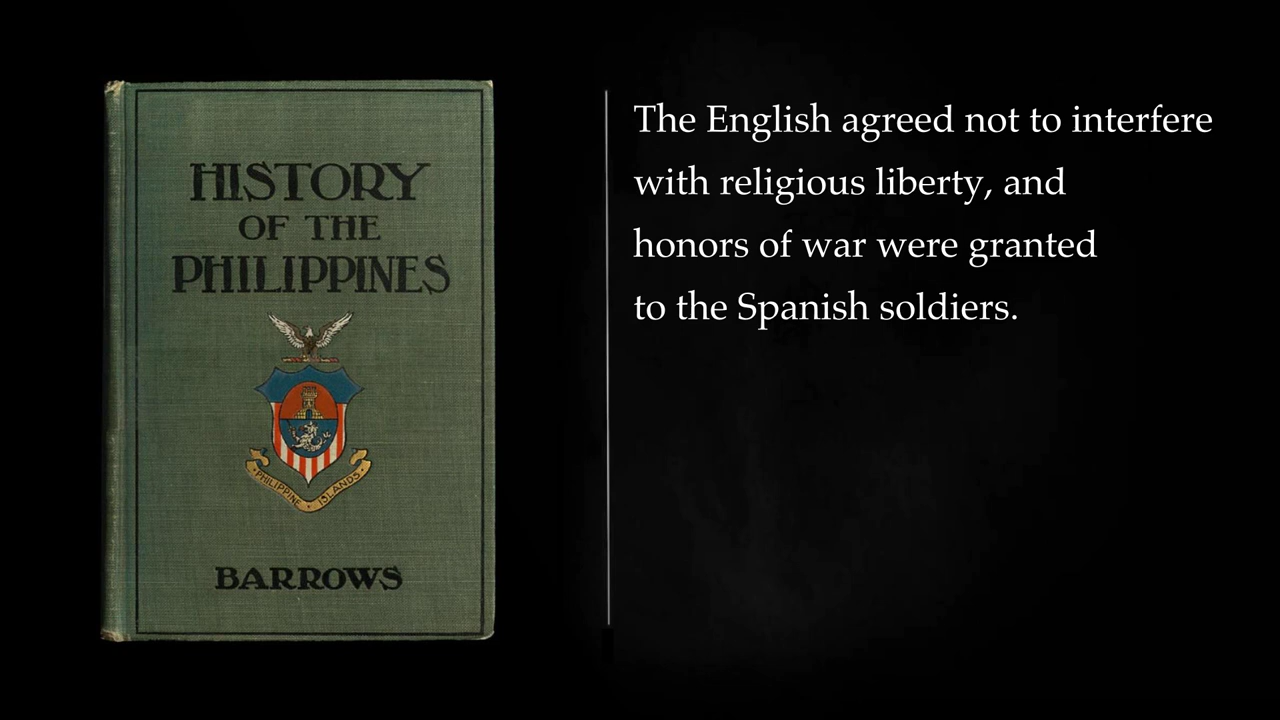 HISTORY
OF THE
PHILIPPINES
PHILIPPINE ISLANDS
BARROWS
The English agreed not to interfere
with religious liberty, and
honors of war were granted
to the Spanish soldiers.